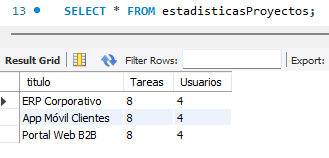 13 SELECT * FROM estadisticasProyectos;
Result Grid Filter Rows: Export:
titulo Tareas Usuarios
ERP Corporativo 8 4
App Móvil Clientes 8 4
Portal Web B2B 8 4